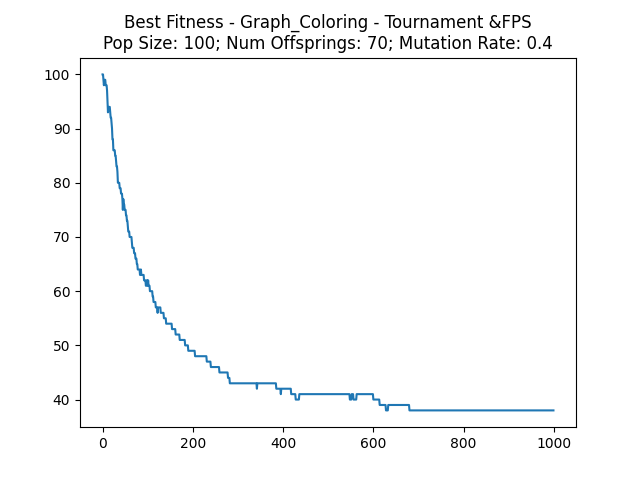 Best Fitness - Graph_Coloring - Tournament &FPS
Pop Size: 100; Num Offsprings: 70; Mutation Rate: 0.4
100
90
80
70
60
50
40
0 200 400 600 800 1000